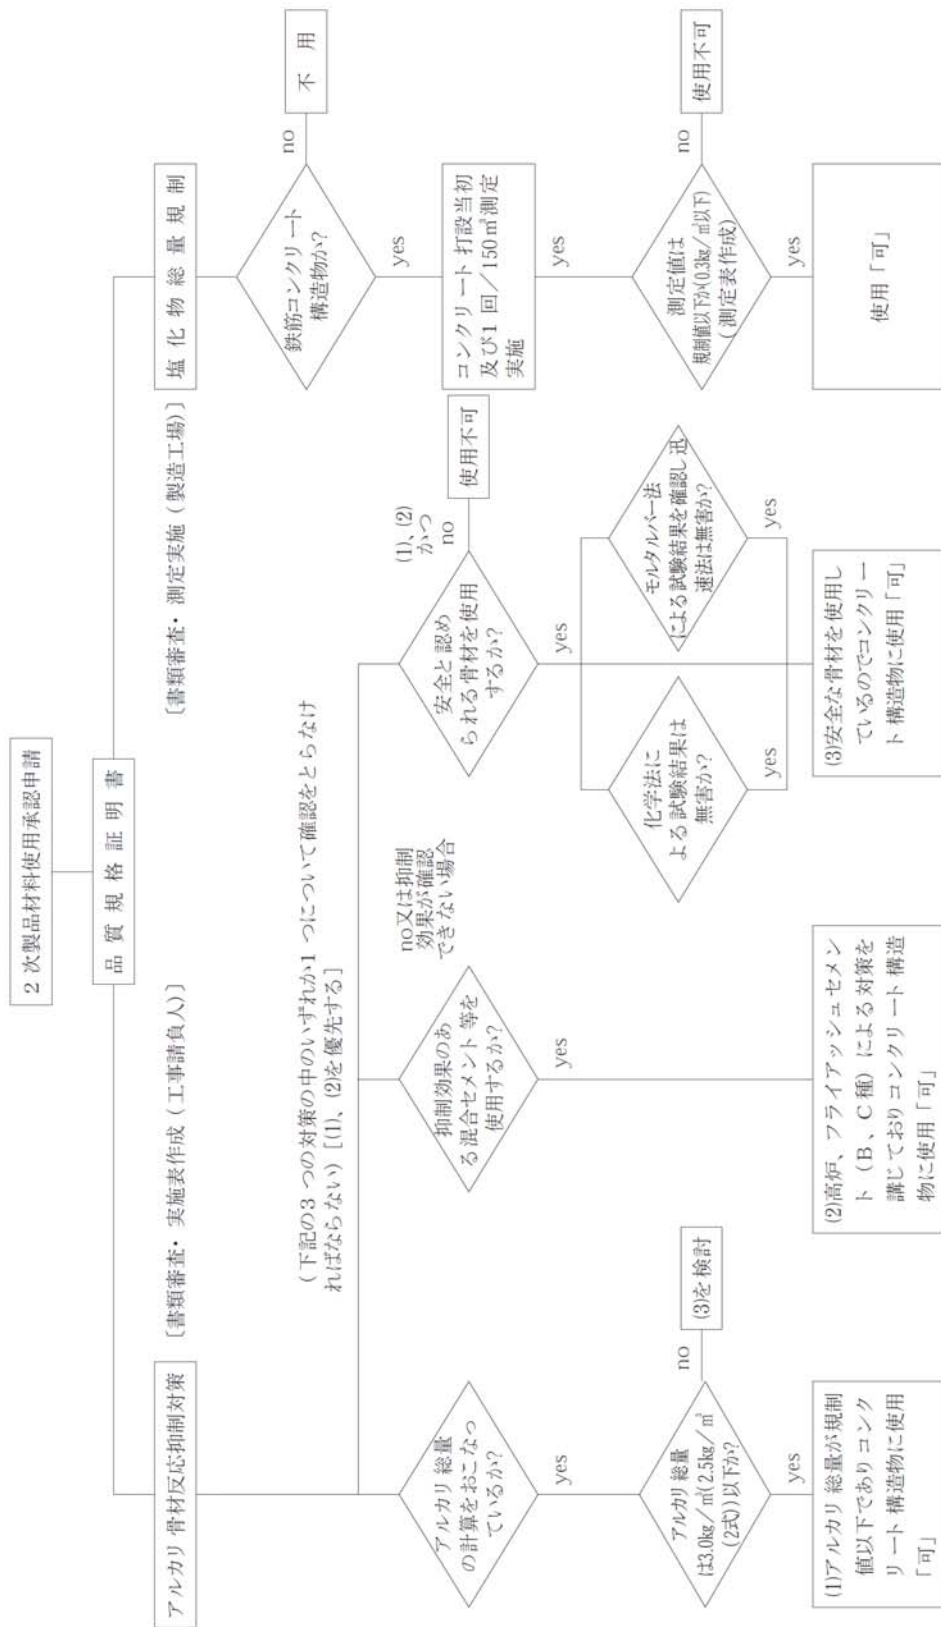 2 次製品材料使用承認申請
品 質 規 格 証 明 書
アルカリ 骨材反応抑制対策
〔書類審査・ 実施表作成（工事請負人）〕
(下記の3 つの対策の中のいずれか1 つについて確認をとらなけ
ればならない)［(1)、(2)を優先する］
アルカリ 総量
の計算をおこなっ
ているか?
yes
アルカリ 総量
は3.0kg／㎥(2.5kg／㎥
(2式))以下か?
no
(3)を検討
yes
(1)アルカリ 総量が規制
値以下でありコンク
リート 構造物に使用
「可」
抑制効果のあ
る混合セメント 等を
使用するか?
yes
(2)高炉、フライアッシュセメン
ト（B、C 種）による対策を
講じておりコンクリート 構造
物に使用「可」
no又は抑制
効果が確認
できない場合
安全と認め
られる骨材を使用
するか?
(1)、(2)
かつ
no
使用不可
yes
化学法に
よる 試験結果は
無害か?
yes
モルタルバー法
による 試験結果を確認し 迅
速法は無害か?
yes
(3)安全な骨材を使用し
ているのでコンクリー
ト 構造物に使用「可」
塩 化 物 総 量 規 制
〔書類審査・ 測定実施（製造工場)〕
鉄筋コンクリート
構造物か?
no
不 用
yes
コンクリート 打設当初
及び1 回／150㎥測定
実施
yes
測定値は
規制値以下か(0.3kg／㎥以下)
(測定表作成)
no
使用不可
yes
使用「可」